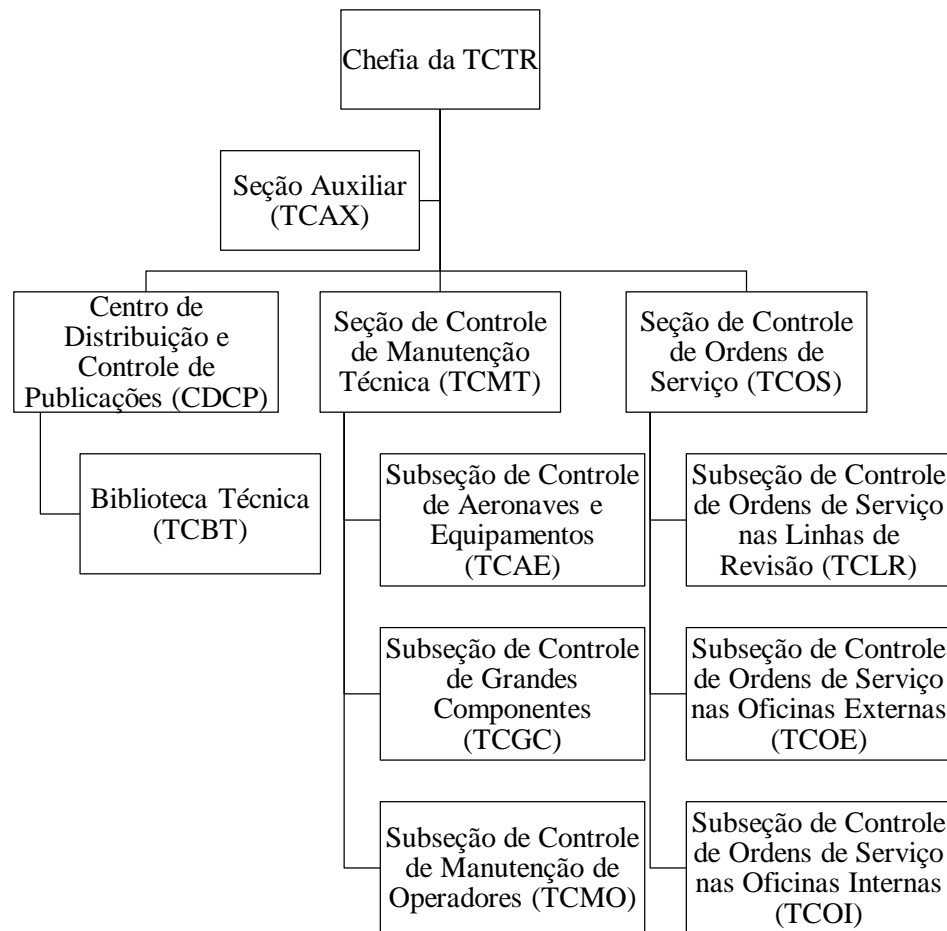 Chefia da TCTR
Seção Auxiliar
(TCAX)
Centro de
Distribuição e
Controle de
Publicações (CDCP)
Biblioteca Técnica
(TCBT)
Seção de Controle
de Manutenção
Técnica (TCMT)
Subseção de Controle
de Aeronaves e
Equipamentos
(TCAE)
Subseção de Controle
de Grandes
Componentes
(TCGC)
Subseção de Controle
de Manutenção de
Operadores (TCMO)
Seção de Controle
de Ordens de
Serviço (TCOS)
Subseção de Controle
de Ordens de Serviço
nas Linhas de
Revisão (TCLR)
Subseção de Controle
de Ordens de Serviço
nas Oficinas Externas
(TCOE)
Subseção de Controle
de Ordens de Serviço
nas Oficinas Internas
(TCOI)